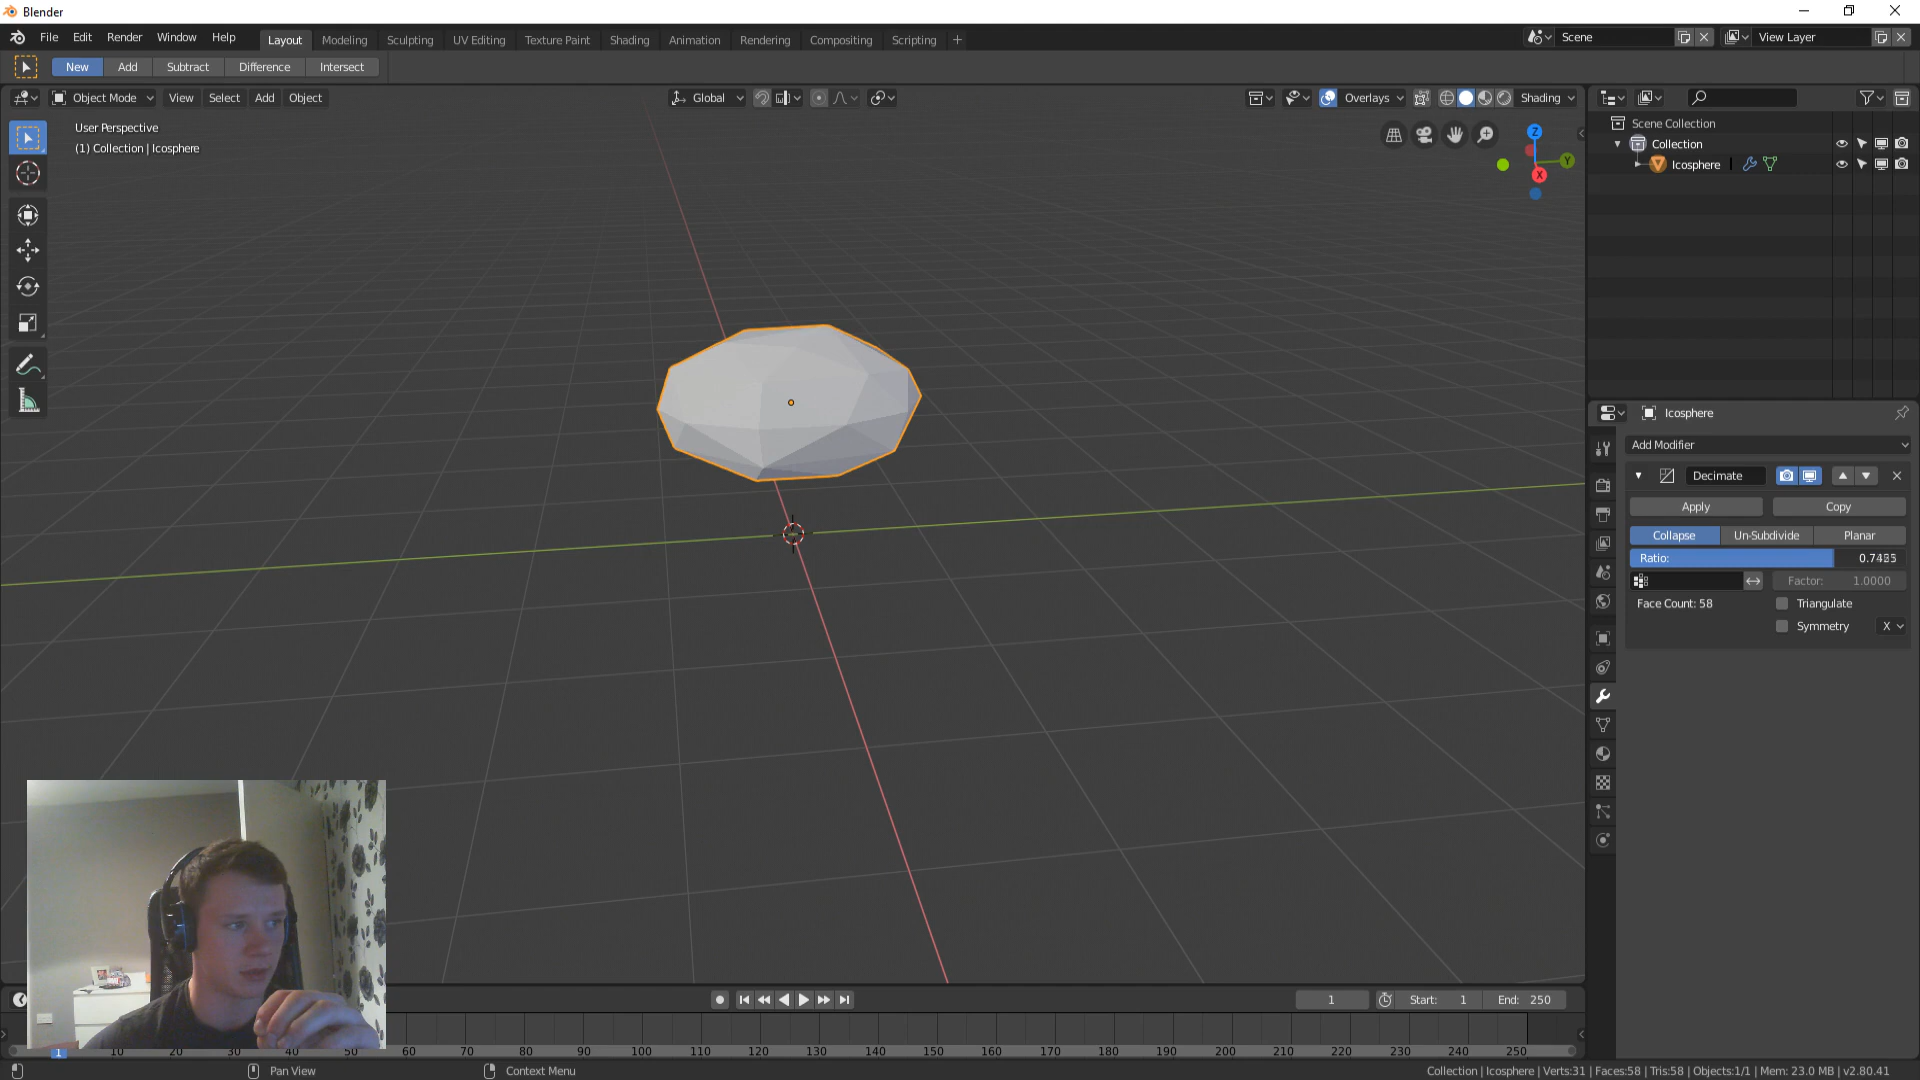 Blender
File Edit Render Window Help Layout Modeling Sculpting UV Editing Texture Paint Shading Animation Rendering Compositing Scripting + Scene View Layer
New Add Subtract Difference Intersect
Object Mode View Select Add Object Global Overlays Shading
User Perspective
(1) Collection | Icosphere
Z
Y
X
Scene Collection
Collection
Icosphere
Icosphere
Add Modifier
Decimate
Apply Copy
Collapse Un-Subdivide Planar
Ratio:
Factor: 1.0000
Face Count: 58 Triangulate
Symmetry X
1 Start: 1 End: 250
1 10 20 30 40 50 60 70 80 90 100 110 120 130 140 150 160 170 180 190 200 210 220 230 240 250
Pan View Context Menu Collection | Icosphere | Verts:31 | Faces:58 | Tris:58 | Objects:1/1 | Mem: 23.0 MB | v2.80.41